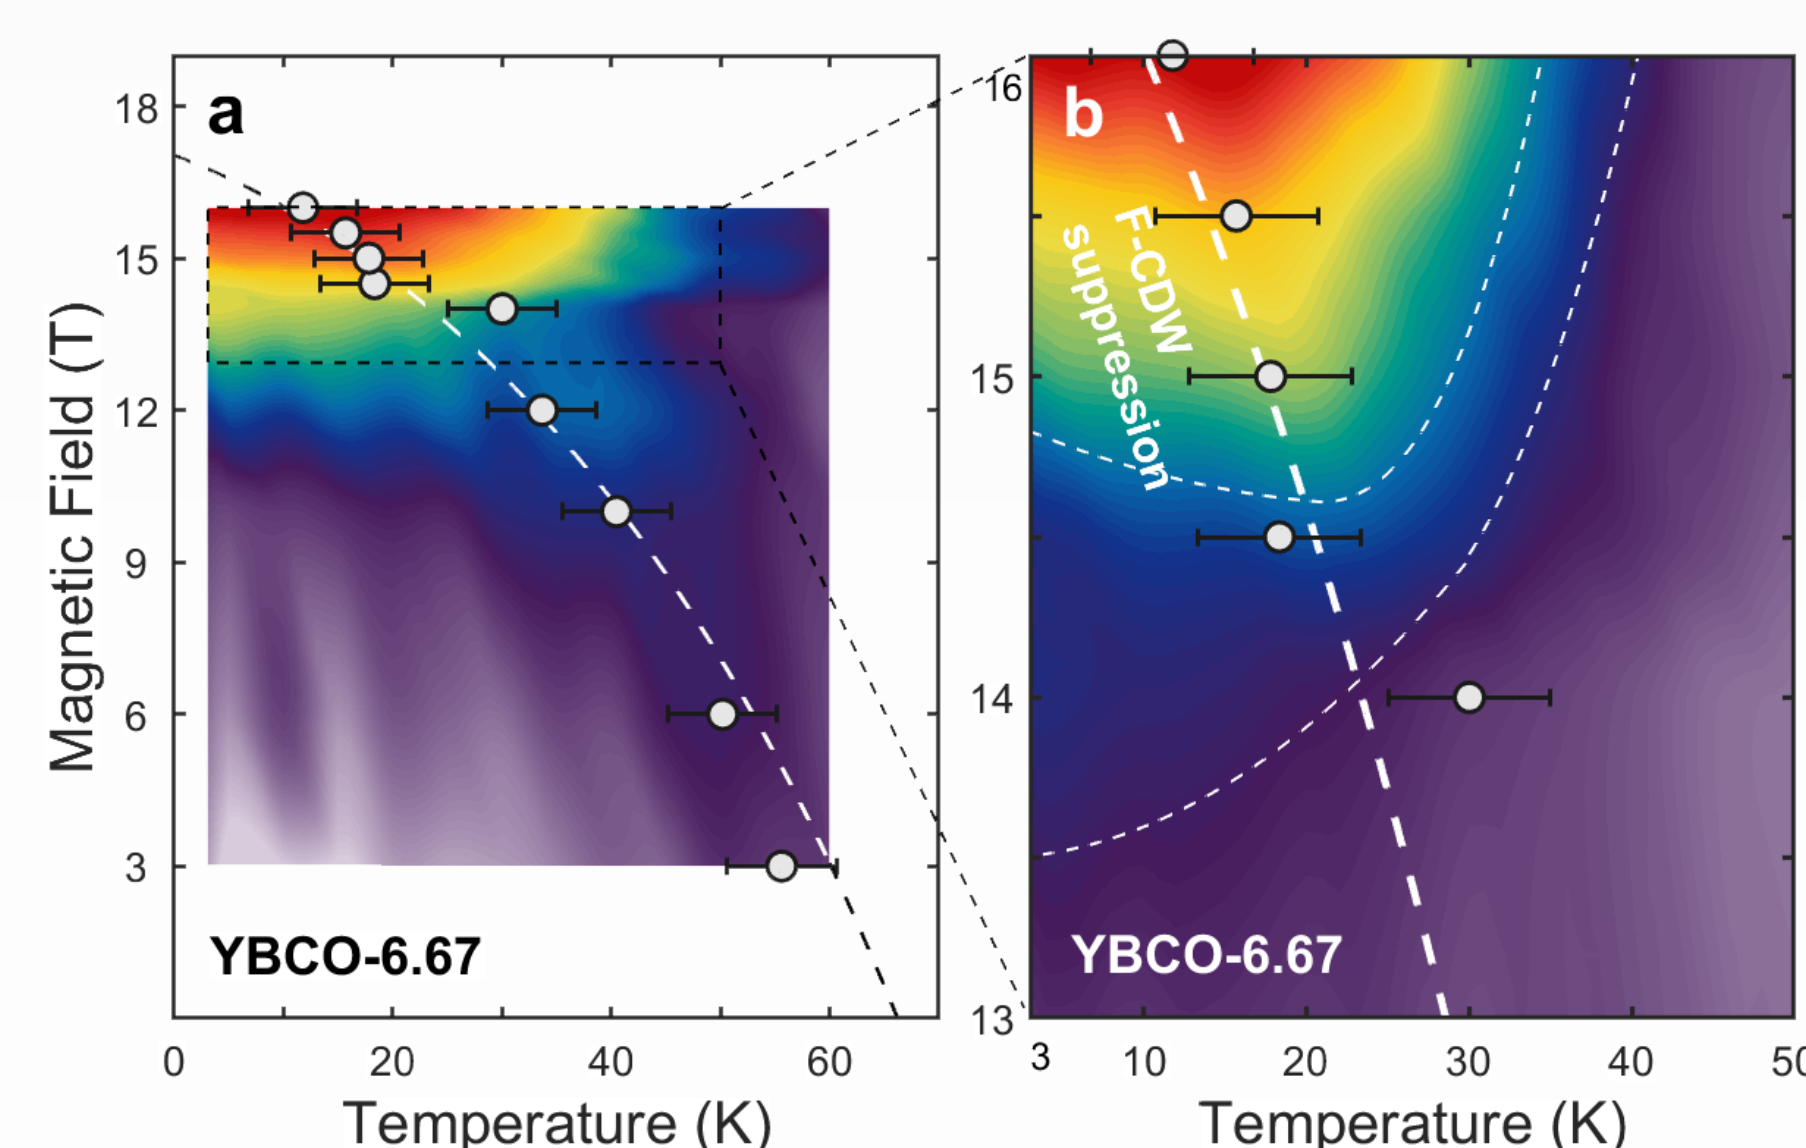 a
18
15
12
9
6
3
Magnetic Field (T)
YBCO-6.67
0
20
40
60
Temperature (K)
b
16
15
14
13
F-CDW
suppression
YBCO-6.67
3
10
20
30
40
Temperature (K)